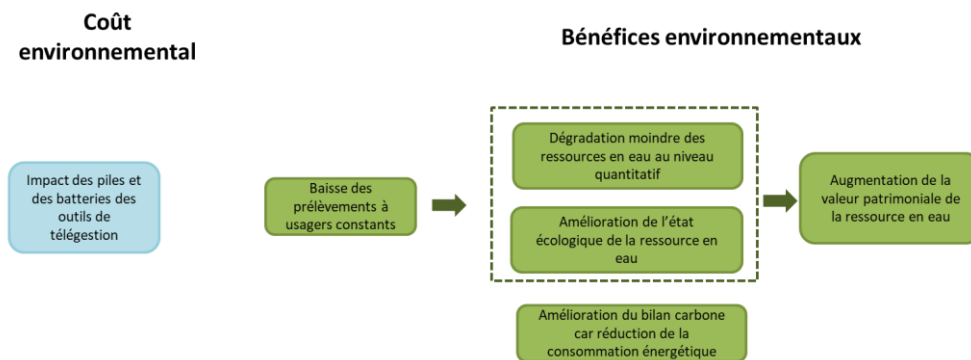 Coût
environnemental
Bénéfices environnementaux
Impact des piles et
des batteries des
outils de
télégestion
Baisse des
prélèvements à
usagers constants
Dégradation moindre des
ressources en eau au niveau
quantitatif
Amélioration de l'état
écologique de la ressource en
eau
Augmentation de la
valeur patrimoniale de
la ressource en eau
Amélioration du bilan carbone
car réduction de la
consommation énergétique